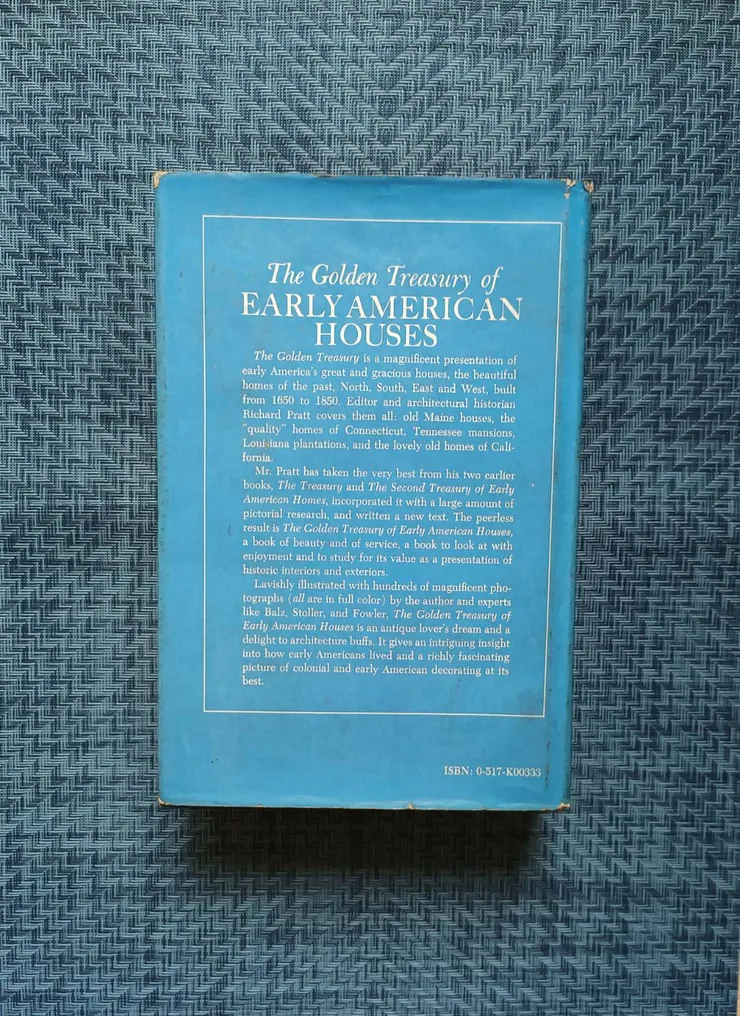 The Golden Treasury of
EARLY AMERICAN
HOUSES
The Golden Treasury is a magnificent presentation of
early America's great and gracious houses, the beautiful
homes of the past, North, South, East and West, built
from 1650 to 1850. Editor and architectural historian
Richard Pratt covers them all: old Maine houses, the
"quality" homes of Connecticut, Tennessee mansions,
Louisiana plantations, and the lovely old homes of Cali-
fornia.
Mr. Pratt has taken the very best from his two earlier
books, The Treasury and The Second Treasury of Early
American Homes, incorporated it with a large amount of
pictorial research, and written a new text. The peerless
result is The Golden Treasury of Early American Houses,
a book of beauty and of service, a book to look at with
enjoyment and to study for its value as a presentation of
historic interiors and exteriors.
Lavishly illustrated with hundreds of magnificent pho-
tographs (all are in full color) by the author and experts
like Balz, Stoller, and Fowler, The Golden Treasury of
Early American Houses is an antique lover's dream and a
delight to architecture buffs. It gives an intriguing insight
into how early Americans lived and a richly fascinating
picture of colonial and early American decorating at its
best.
ISBN: 0-517-K00333